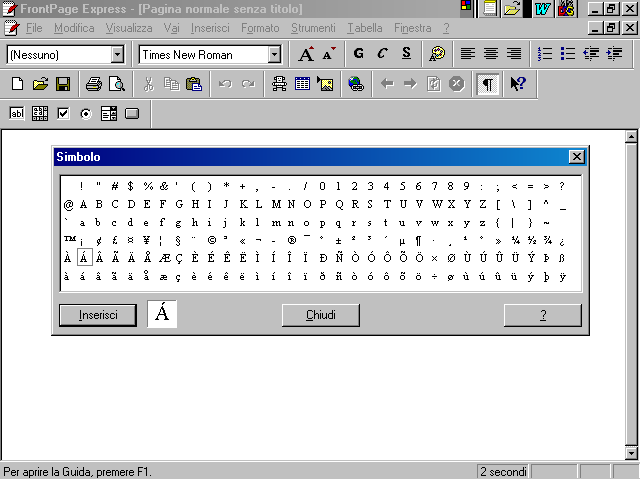 FrontPage Express - [Pagina normale senza titolo]
File Modifica Visualizza Vai Inserisci Formato Strumenti Tabella Finestra ?
(Nessuno) Times New Roman A A G C S
abl
Simbolo
! " # $ % & ' ( ) * + , - . / 0 1 2 3 4 5 6 7 8 9 : ; < = > ?
@ A B C D E F G H I J K L M N O P Q R S T U V W X Y Z [ \ ] ^ _
` a b c d e f g h i j k l m n o p q r s t u v w x y z { | } ~
™ ¡ ¢ £ ¤ ¥ ¦ § ¨ © ª « ¬ - ® ¯ ° ± ² ³ ´ µ ¶ · ¸ ¹ º » ¼ ½ ¾ ¿
À Á Â Ã Ä Å Æ Ç È É Ê Ë Ì Í Î Ï Ð Ñ Ò Ó Ô Õ Ö × Ø Ù Ú Û Ü Ý Þ ß
à á â ã ä å æ ç è é ê ë ì í î ï ð ñ ò ó ô õ ö ÷ ø ù ú û ü ý þ ÿ
Inserisci Á Chiudi ?
Per aprire la Guida, premere F1. 2 secondi